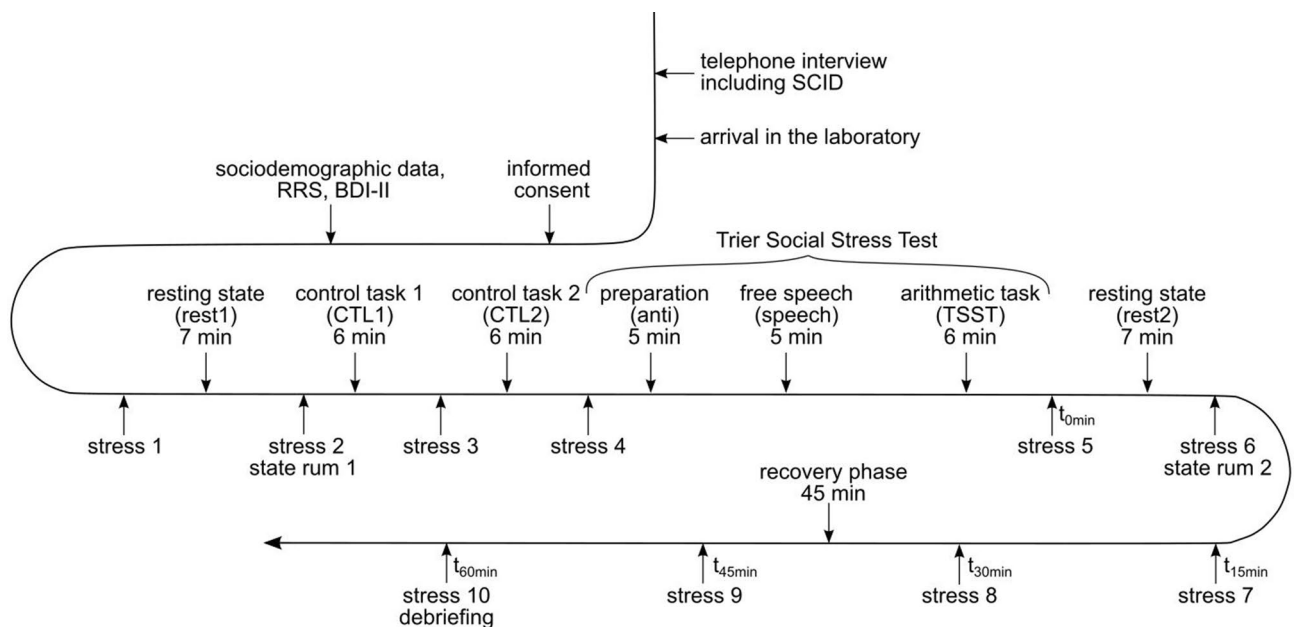 telephone interview
including SCID
arrival in the laboratory
sociodemographic data,
RRS, BDI-II
informed
consent
Trier Social Stress Test
resting state
(rest1)
7 min
control task 1
(CTL1)
6 min
control task 2
(CTL2)
6 min
preparation
(anti)
5 min
free speech
(speech)
5 min
arithmetic task
(TSST)
6 min
resting state
(rest2)
7 min
stress 1
stress 2
state rum 1
stress 3
stress 4
t0min
stress 5
stress 6
state rum 2
recovery phase
45 min
t60min
stress 10
debriefing
t45min
stress 9
t30min
stress 8
t15min
stress 7